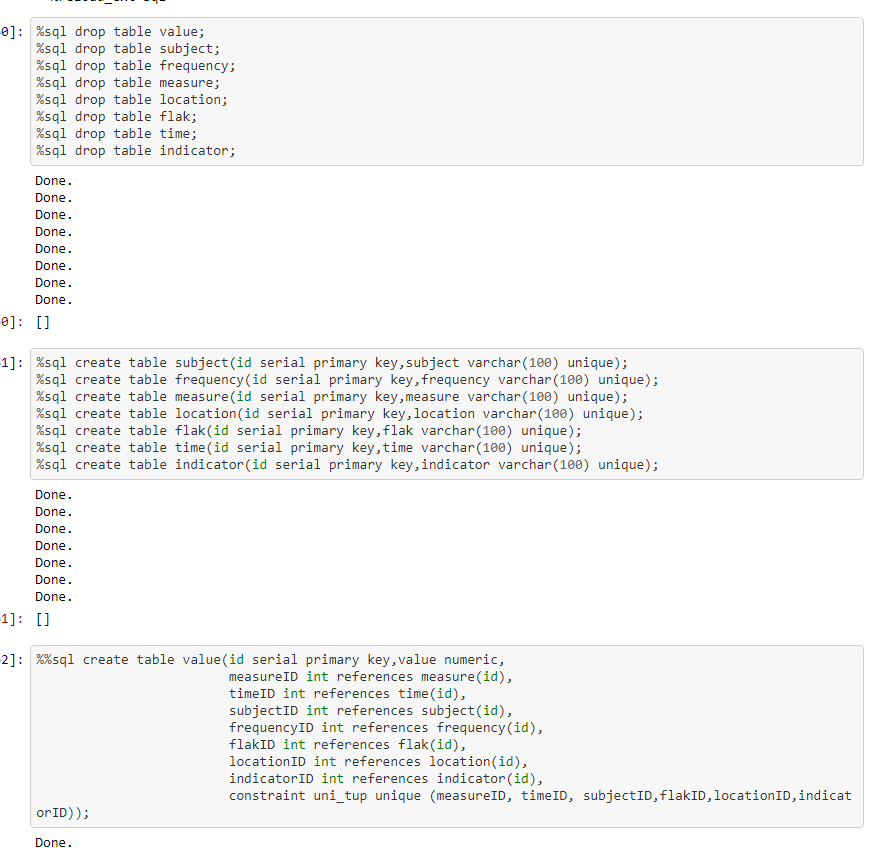 0]: %sql drop table value;
%sql drop table subject;
%sql drop table frequency;
%sql drop table measure;
%sql drop table location;
%sql drop table flak;
%sql drop table time;
%sql drop table indicator;
Done.
Done.
Done.
Done.
Done.
Done.
Done.
Done.
0]: []
1]: %sql create table subject(id serial primary key,subject varchar(100) unique);
%sql create table frequency(id serial primary key,frequency varchar(100) unique);
%sql create table measure(id serial primary key,measure varchar(100) unique);
%sql create table location(id serial primary key,location varchar(100) unique);
%sql create table flak(id serial primary key,flak varchar(100) unique);
%sql create table time(id serial primary key,time varchar(100) unique);
%sql create table indicator(id serial primary key,indicator varchar(100) unique);
Done.
Done.
Done.
Done.
Done.
Done.
Done.
1]: []
2]: %%sql create table value(id serial primary key,value numeric,
measureID int references measure(id),
timeID int references time(id),
subjectID int references subject(id),
frequencyID int references frequency(id),
flakID int references flak(id),
locationID int references location(id),
indicatorID int references indicator(id),
constraint uni_tup unique (measureID, timeID, subjectID,flakID,locationID,indicat
orID));
Done.